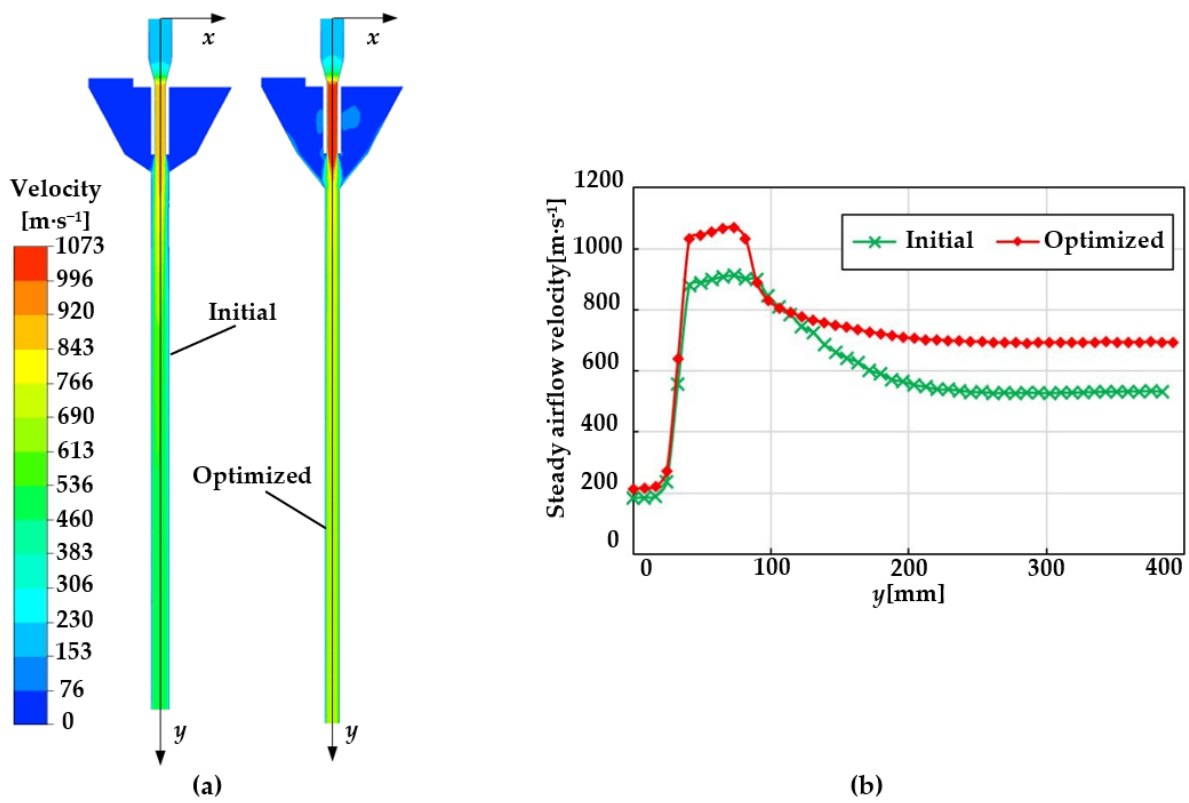 x
x
Velocity
[m·s⁻¹]
1073
996
920
843
766
690
613
536
460
383
306
230
153
76
0
Initial
Optimized
y
y
(a)
Steady airflow velocity[m·s⁻¹]
1200
1000
800
600
400
200
0
Initial
Optimized
0 100 200 300 400
y[mm]
(b)